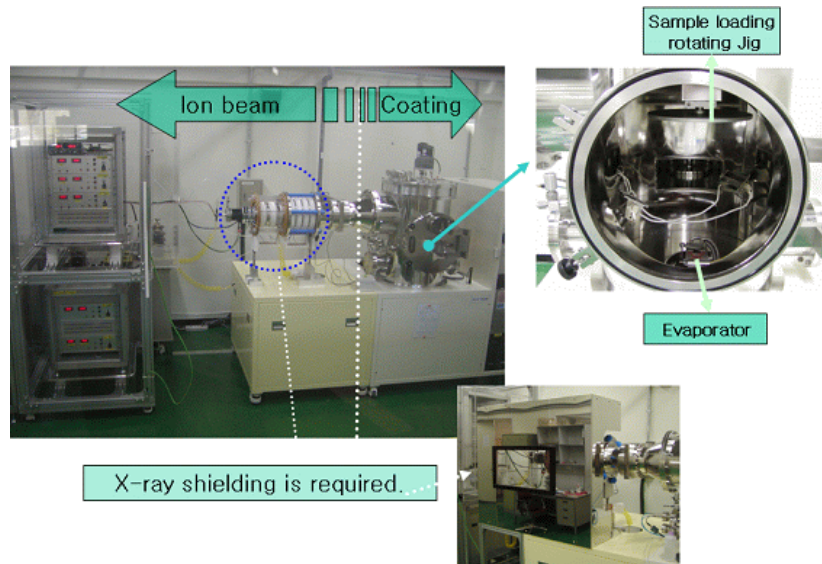 Sample loading
rotating Jig
Ion beam
Coating
Evaporator
X-ray shielding is required.